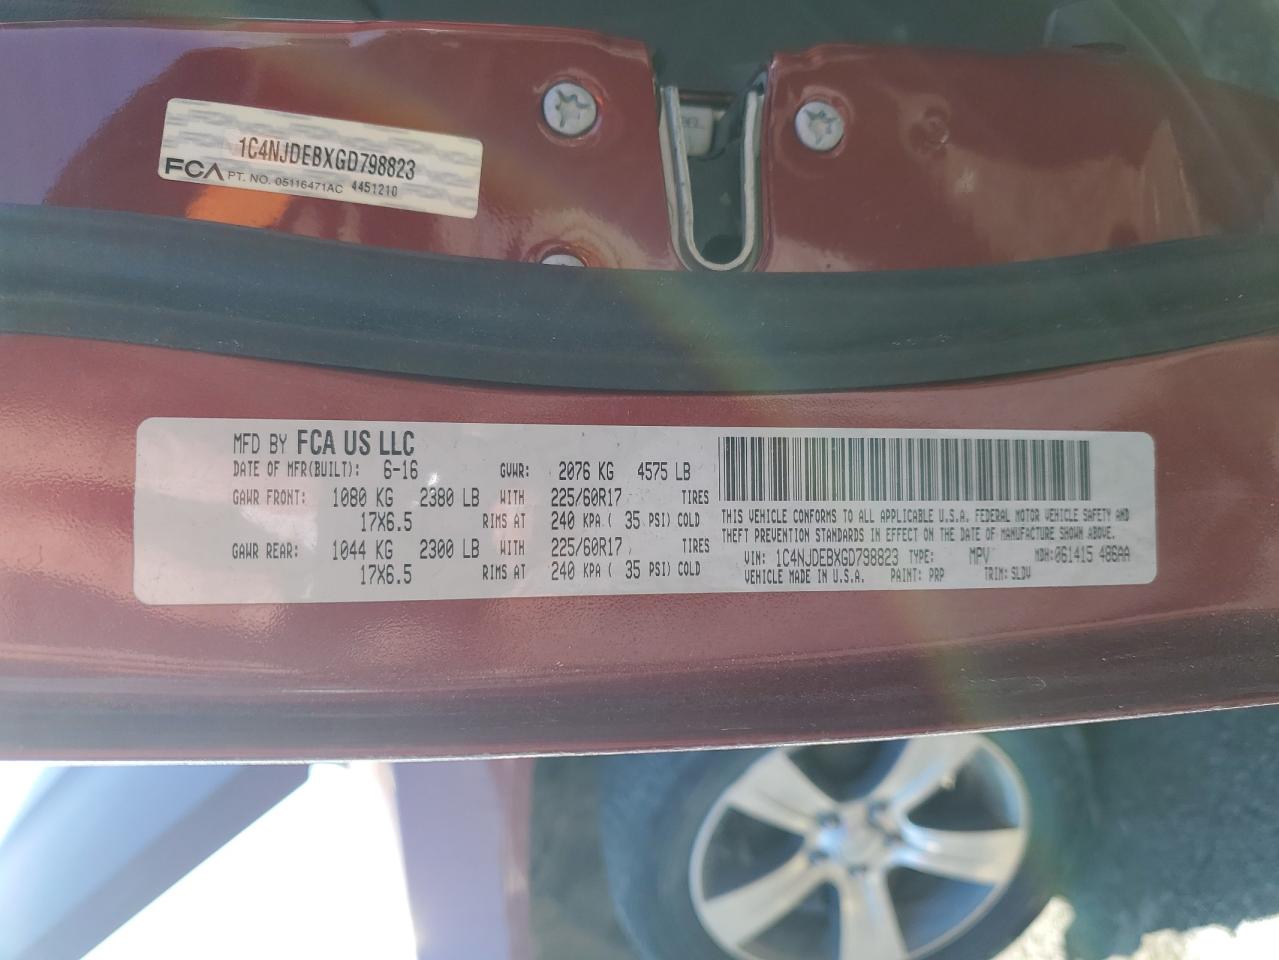 1C4NJDEBXGD798823
FCA PT. NO. 05116471AC 4451210
MFD BY FCA US LLC
DATE OF MFR(BUILT): 6-16 GVWR: 2076 KG 4575 LB
GAWR FRONT: 1080 KG 2380 LB WITH 225/60R17 TIRES
17X6.5 RIMS AT 240 KPA ( 35 PSI) COLD
GAWR REAR: 1044 KG 2300 LB WITH 225/60R17 TIRES
17X6.5 RIMS AT 240 KPA ( 35 PSI) COLD
THIS VEHICLE CONFORMS TO ALL APPLICABLE U.S.A. FEDERAL MOTOR VEHICLE SAFETY AND
THEFT PREVENTION STANDARDS IN EFFECT ON THE DATE OF MANUFACTURE SHOWN ABOVE.
VIN: 1C4NJDEBXGD798823 TYPE: MPV MDH:061415 486AA
VEHICLE MADE IN U.S.A. PAINT: PRP TRIM: SLDV